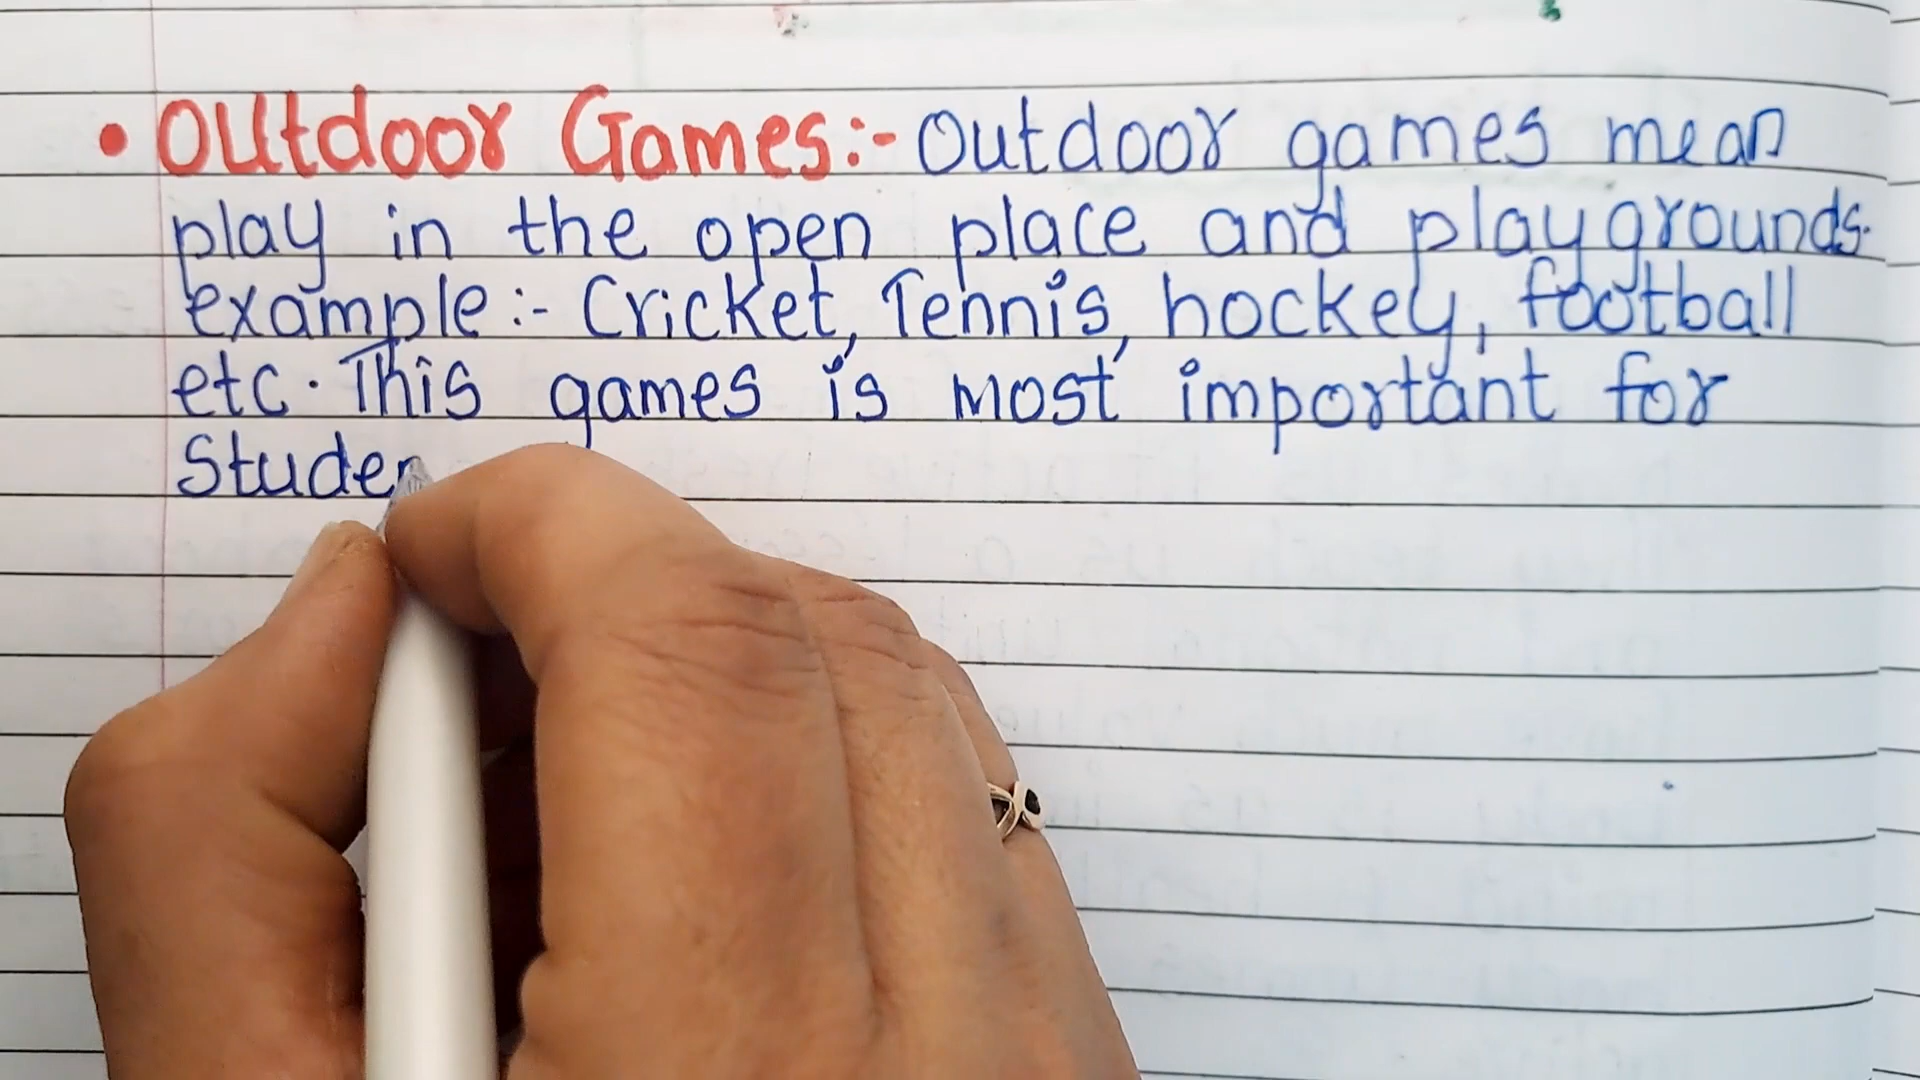 • Outdoor Games:- Outdoor games mean
play in the open place and playgrounds.
example:- Cricket, Tennis, hockey, football
etc. This games is most important for
Studen